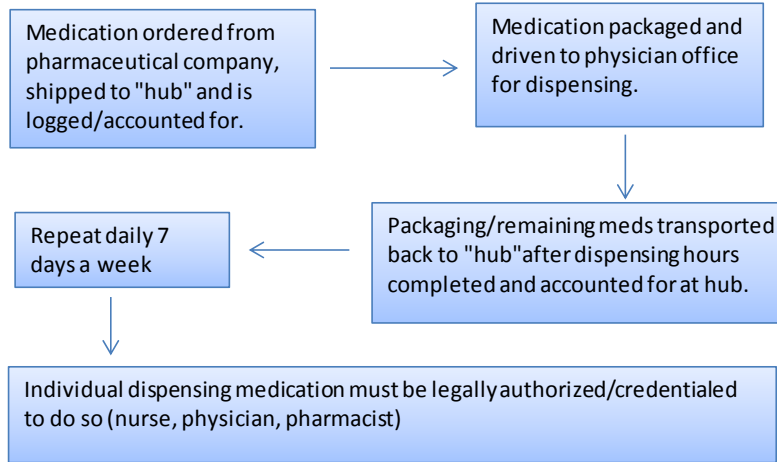 Medication ordered from
pharmaceutical company,
shipped to "hub" and is
logged/accounted for.
Medication packaged and
driven to physician office
for dispensing.
Packaging/remaining meds transported
back to "hub"after dispensing hours
completed and accounted for at hub.
Repeat daily 7
days a week
Individual dispensing medication must be legally authorized/credentialed
to do so (nurse, physician, pharmacist)